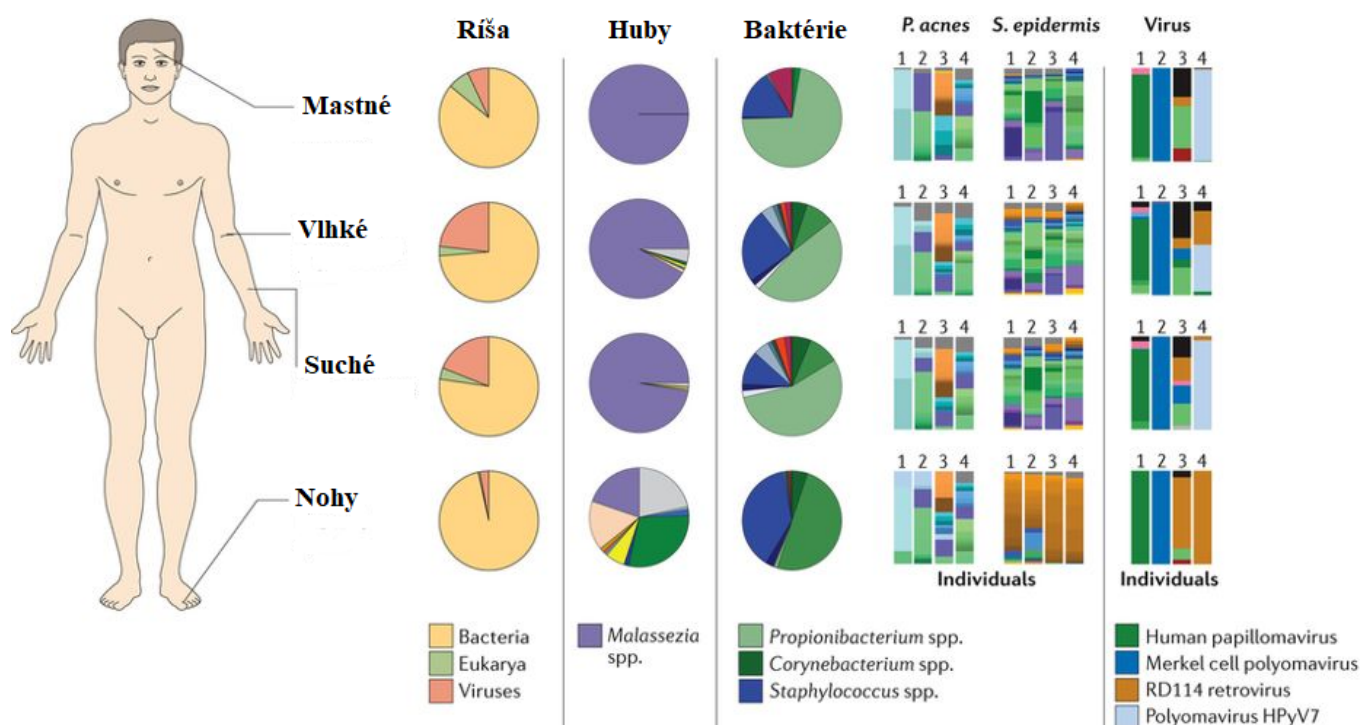 Ríša
Huby
Baktérie
P. acnes
S. epidermis
Virus
Mastné
1 2 3 4
1 2 3 4
1 2 3 4
Vlhké
1 2 3 4
1 2 3 4
1 2 3 4
Suché
1 2 3 4
1 2 3 4
1 2 3 4
Nohy
1 2 3 4
1 2 3 4
1 2 3 4
Individuals
Individuals
Bacteria
Eukarya
Viruses
Malassezia
spp.
Propionibacterium spp.
Corynebacterium spp.
Staphylococcus spp.
Human papillomavirus
Merkel cell polyomavirus
RD114 retrovirus
Polyomavirus HPyV7